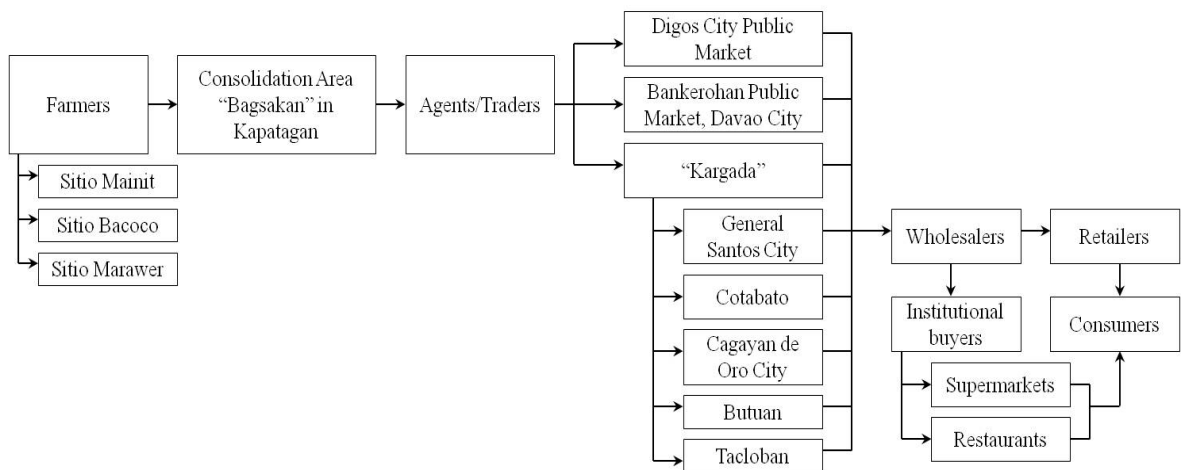 Farmers
Sitio Mainit
Sitio Bacoco
Sitio Marawer
Consolidation Area
“Bagsakan” in
Kapatagan
Agents/Traders
Digos City Public
Market
Bankerohan Public
Market, Davao City
“Kargada”
General
Santos City
Cotabato
Cagayan de
Oro City
Butuan
Tacloban
Wholesalers
Retailers
Institutional
buyers
Consumers
Supermarkets
Restaurants